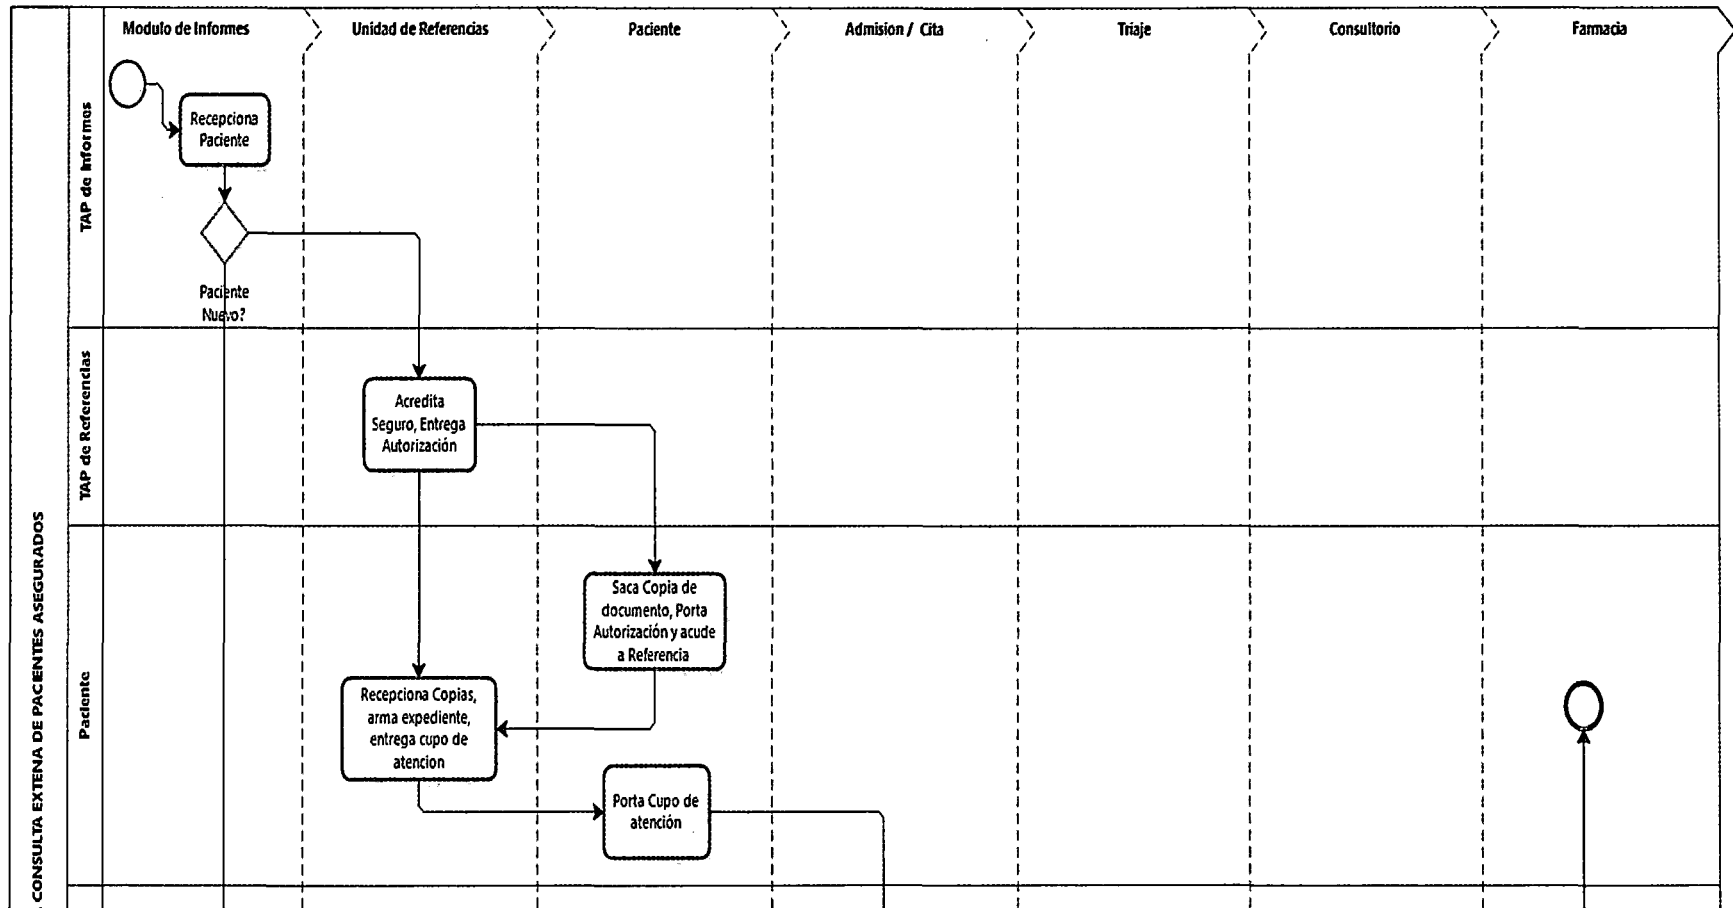 Modulo de Informes
Unidad de Referencias
Paciente
Admision / Cita
Triaje
Consultorio
Farmacia
TAP de Informes
Recepciona
Paciente
Paciente
Nuevo?
TAP de Referencias
Acredita
Seguro, Entrega
Autorización
CONSULTA EXTENA DE PACIENTES ASEGURADOS
Paciente
Saca Copia de
documento, Porta
Autorización y acude
a Referencia
Recepciona Copias,
arma expediente,
entrega cupo de
atencion
Porta Cupo de
atención